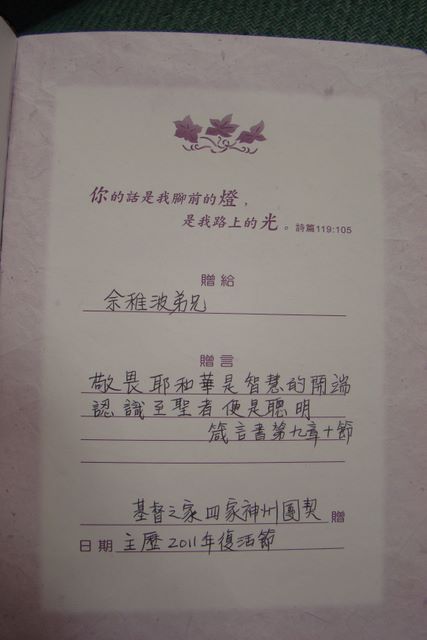 你的話是我腳前的燈，
是我路上的光。詩篇119:105
贈給
余雅波弟兄
贈言
敬畏耶和華是智慧的開端
認識至聖者便是聰明
箴言書第九章十節
基督之家四家神州團契 贈
日期 主歷2011年復活節